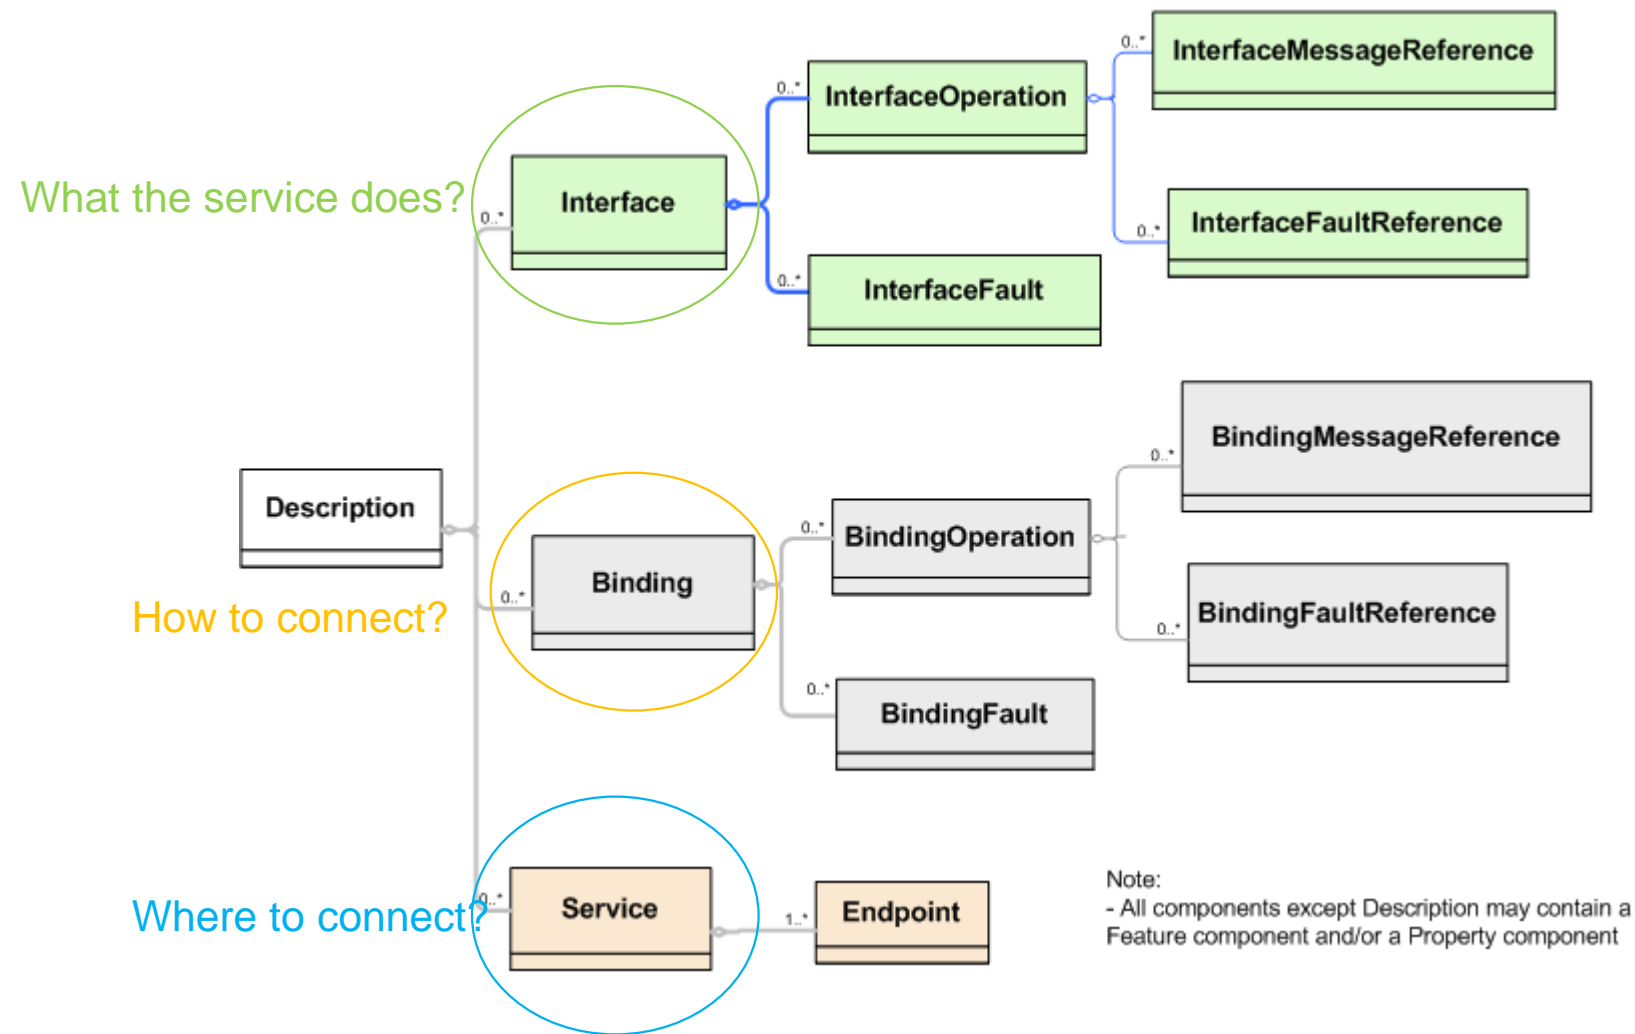 0..*
InterfaceMessageReference
0..*
InterfaceOperation
What the service does?
0..*
Interface
0..*
InterfaceFaultReference
0..*
InterfaceFault
BindingMessageReference
0..*
Description
0..*
BindingOperation
How to connect?
0..*
Binding
0..*
BindingFaultReference
0..*
BindingFault
Where to connect?
0..*
Service
1..*
Endpoint
Note:
- All components except Description may contain a
Feature component and/or a Property component